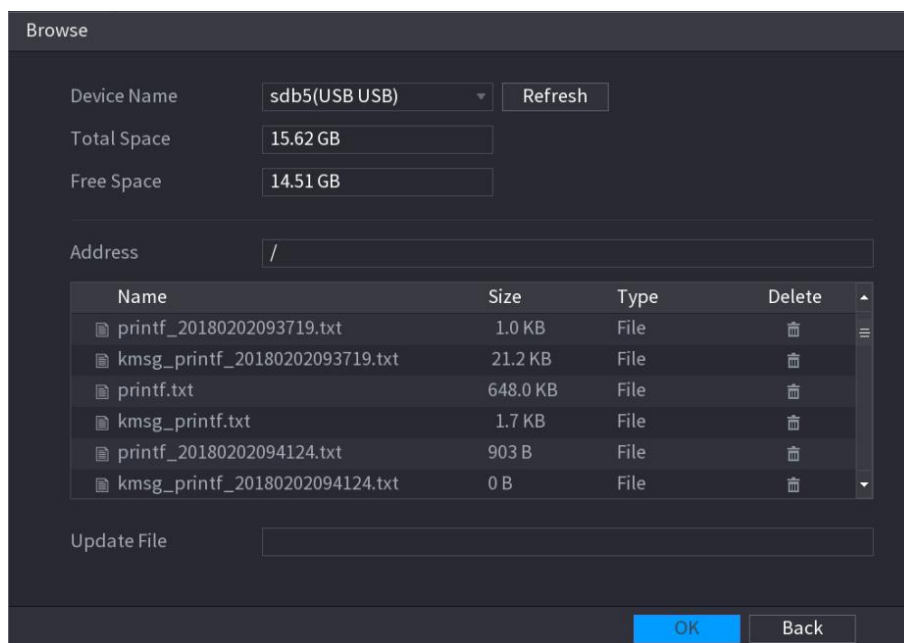 Browse
Device Name sdb5(USB USB) Refresh
Total Space 15.62 GB
Free Space 14.51 GB
Address /
Name Size Type Delete
printf_20180202093719.txt 1.0 KB File
kmsg_printf_20180202093719.txt 21.2 KB File
printf.txt 648.0 KB File
kmsg_printf.txt 1.7 KB File
printf_20180202094124.txt 903 B File
kmsg_printf_20180202094124.txt 0 B File
Update File
OK Back